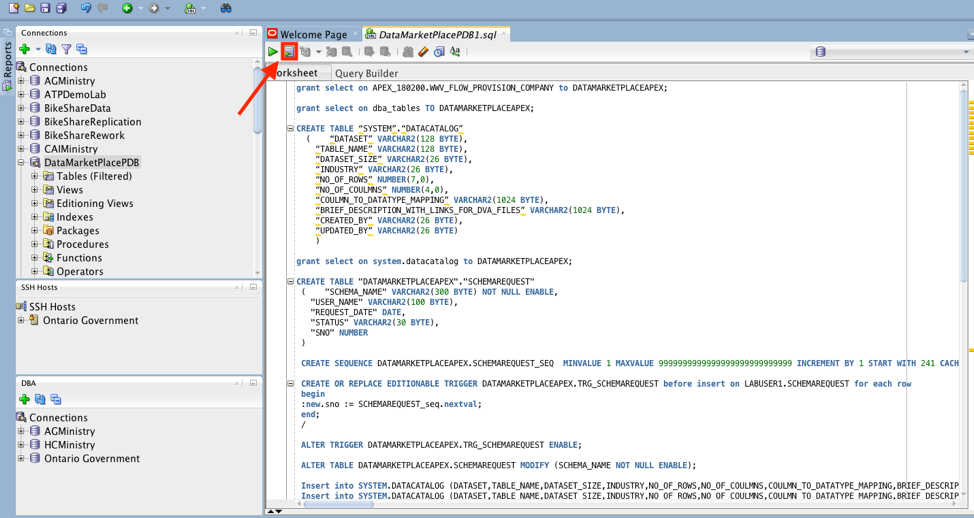 Reports
Connections
Connections
AGMinistry
ATPDemoLab
BikeShareData
BikeShareReplication
BikeShareRework
CAIMinistry
DataMarketPlacePDB
Tables (Filtered)
Views
Editioning Views
Indexes
Packages
Procedures
Functions
Operators
SSH Hosts
SSH Hosts
Ontario Government
DBA
Connections
AGMinistry
HCMinistry
Ontario Government
Welcome Page
DataMarketPlacePDB1.sql
orksheet
Query Builder
grant select on APEX_180200.WWV_FLOW_PROVISION_COMPANY to DATAMARKETPLACEAPEX;
grant select on dba_tables TO DATAMARKETPLACEAPEX;
CREATE TABLE “SYSTEM”.“DATACATALOG”
( “DATASET” VARCHAR2(128 BYTE),
“TABLE_NAME” VARCHAR2(128 BYTE),
“DATASET_SIZE” VARCHAR2(26 BYTE),
“INDUSTRY” VARCHAR2(26 BYTE),
“NO_OF_ROWS” NUMBER(7,0),
“NO_OF_COULMNS” NUMBER(4,0),
“COULMN_TO_DATATYPE_MAPPING” VARCHAR2(1024 BYTE),
“BRIEF_DESCRIPTION_WITH_LINKS_FOR_DVA_FILES” VARCHAR2(1024 BYTE),
“CREATED_BY” VARCHAR2(26 BYTE),
“UPDATED_BY” VARCHAR2(26 BYTE)
)
grant select on system.datacatalog to DATAMARKETPLACEAPEX;
CREATE TABLE "DATAMARKETPLACEAPEX"."SCHEMAREQUEST"
( "SCHEMA_NAME" VARCHAR2(300 BYTE) NOT NULL ENABLE,
"USER_NAME" VARCHAR2(100 BYTE),
"REQUEST_DATE" DATE,
"STATUS" VARCHAR2(30 BYTE),
"SNO" NUMBER
)
CREATE SEQUENCE DATAMARKETPLACEAPEX.SCHEMAREQUEST_SEQ MINVALUE 1 MAXVALUE 9999999999999999999999999999 INCREMENT BY 1 START WITH 241 CACH
CREATE OR REPLACE EDITIONABLE TRIGGER DATAMARKETPLACEAPEX.TRG_SCHEMAREQUEST before insert on LABUSER1.SCHEMAREQUEST for each row
begin
:new.sno := SCHEMAREQUEST_seq.nextval;
end;
/
ALTER TRIGGER DATAMARKETPLACEAPEX.TRG_SCHEMAREQUEST ENABLE;
ALTER TABLE DATAMARKETPLACEAPEX.SCHEMAREQUEST MODIFY (SCHEMA_NAME NOT NULL ENABLE);
Insert into SYSTEM.DATACATALOG (DATASET,TABLE_NAME,DATASET_SIZE,INDUSTRY,NO_OF_ROWS,NO_OF_COULMNS,COULMN_TO_DATATYPE_MAPPING,BRIEF_DESCRIP
Insert into SYSTEM.DATACATALOG (DATASET,TABLE_NAME,DATASET_SIZE,INDUSTRY,NO_OF_ROWS,NO_OF_COULMNS,COULMN_TO_DATATYPE_MAPPING,BRIEF_DESCRIP